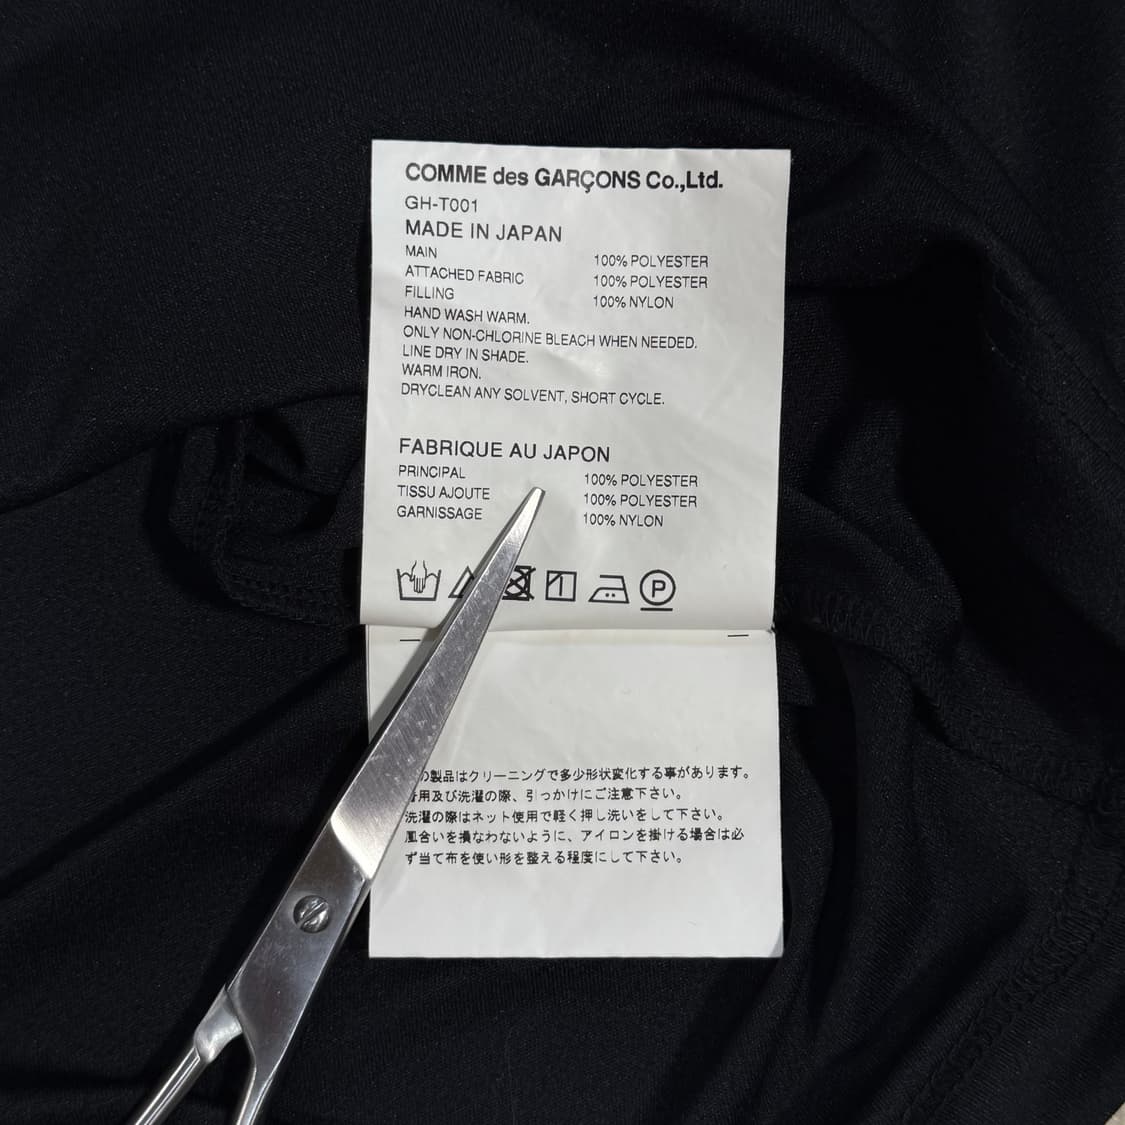 COMME des GARÇONS Co.,Ltd.
GH-T001
MADE IN JAPAN
MAIN 100% POLYESTER
ATTACHED FABRIC 100% POLYESTER
FILLING 100% NYLON
HAND WASH WARM.
ONLY NON-CHLORINE BLEACH WHEN NEEDED.
LINE DRY IN SHADE.
WARM IRON.
DRYCLEAN ANY SOLVENT, SHORT CYCLE.
FABRIQUE AU JAPON
PRINCIPAL 100% POLYESTER
TISSU AJOUTE 100% POLYESTER
GARNISSAGE 100% NYLON
P
の製品はクリーニングで多少形状変化する事があります。
着用及び洗濯の際、引っかけにご注意下さい。
洗濯の際はネット使用で軽く押し洗いをして下さい。
風合いを損なわないように、アイロンを掛ける場合は必
ず当て布を使い形を整える程度にして下さい。